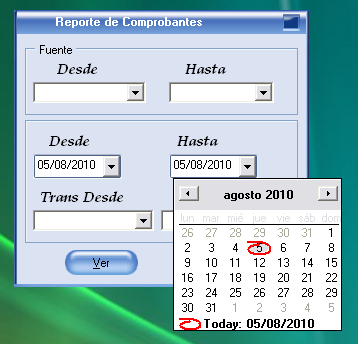 Reporte de Comprobantes
Fuente
Desde Hasta
Desde Hasta
05/08/2010 05/08/2010
Trans Desde
Ver
agosto 2010
lun mar mié jue vie sáb dom
26 27 28 29 30 31 1
2 3 4 5 6 7 8
9 10 11 12 13 14 15
16 17 18 19 20 21 22
23 24 25 26 27 28 29
30 31 1 2 3 4 5
Today: 05/08/2010